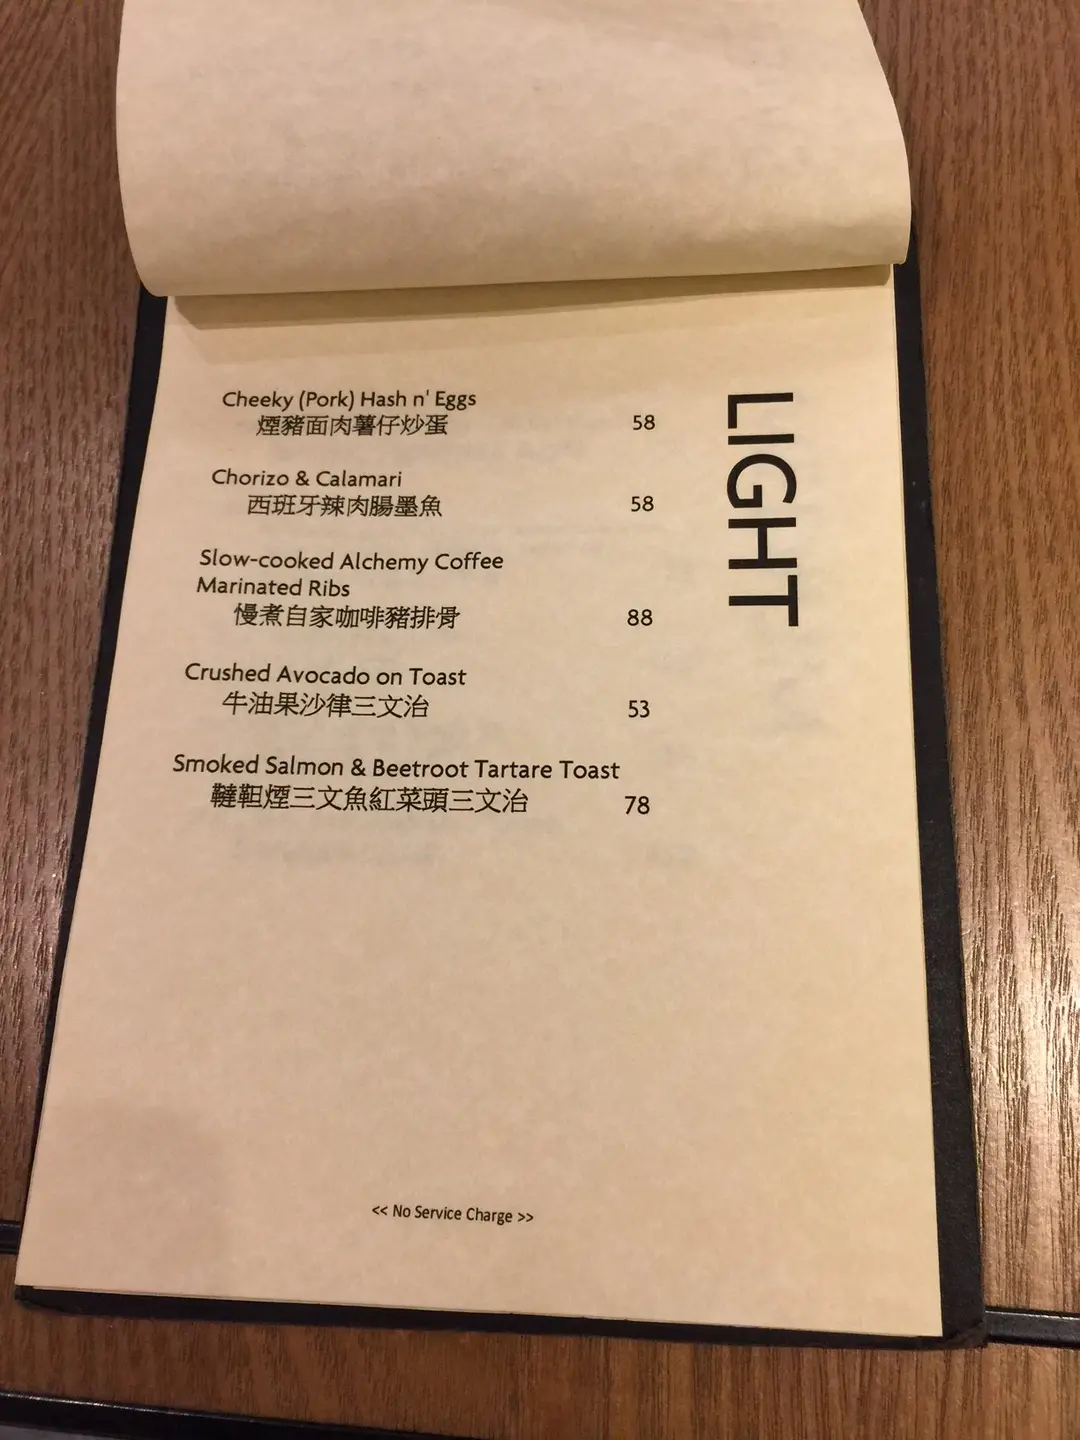 LIGHT
Cheeky (Pork) Hash n' Eggs
煙豬面肉薯仔炒蛋 58
Chorizo & Calamari
西班牙辣肉腸墨魚 58
Slow-cooked Alchemy Coffee
Marinated Ribs
慢煮自家咖啡豬排骨 88
Crushed Avocado on Toast
牛油果沙律三文治 53
Smoked Salmon & Beetroot Tartare Toast
韃靼煙三文魚紅菜頭三文治 78
<< No Service Charge >>